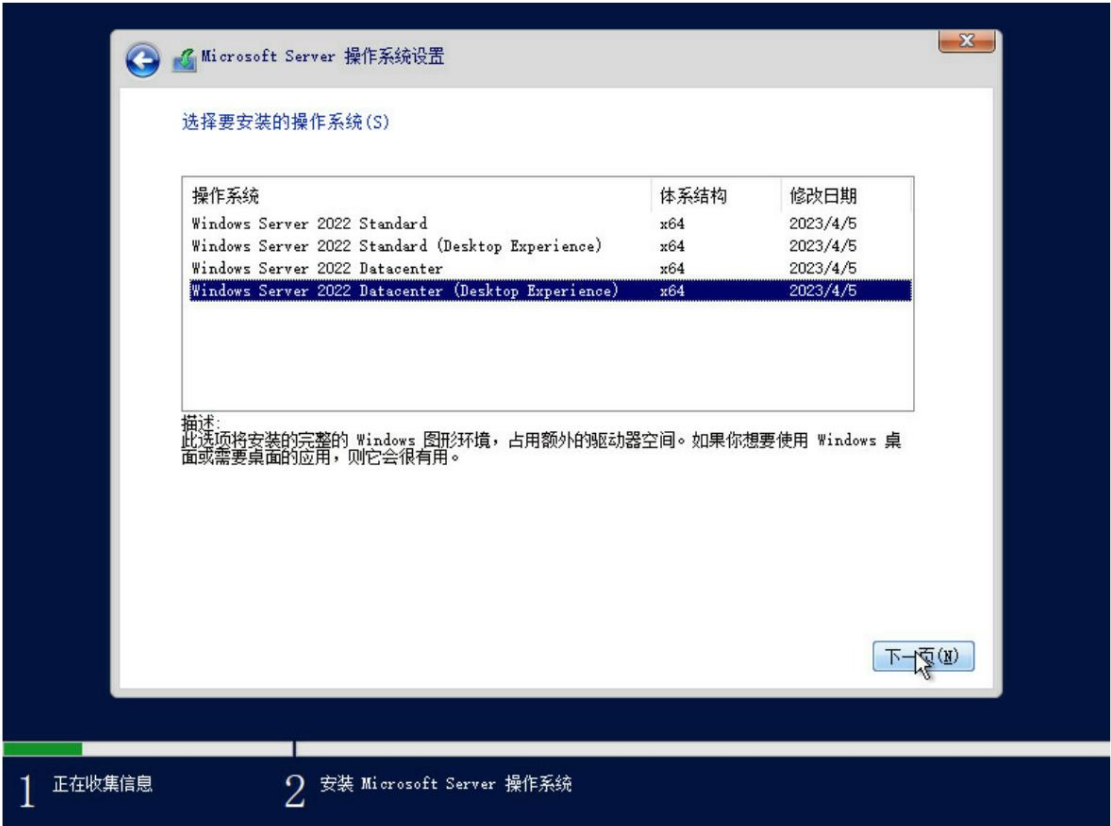 Microsoft Server 操作系统设置
选择要安装的操作系统(S)
操作系统 体系结构 修改日期
Windows Server 2022 Standard x64 2023/4/5
Windows Server 2022 Standard (Desktop Experience) x64 2023/4/5
Windows Server 2022 Datacenter x64 2023/4/5
Windows Server 2022 Datacenter (Desktop Experience) x64 2023/4/5
描述:
此选项将安装的完整的 Windows 图形环境，占用额外的驱动器空间。如果你想要使用 Windows 桌
面或需要桌面的应用，则它会很有用。
下一页(N)
1 正在收集信息 2 安装 Microsoft Server 操作系统